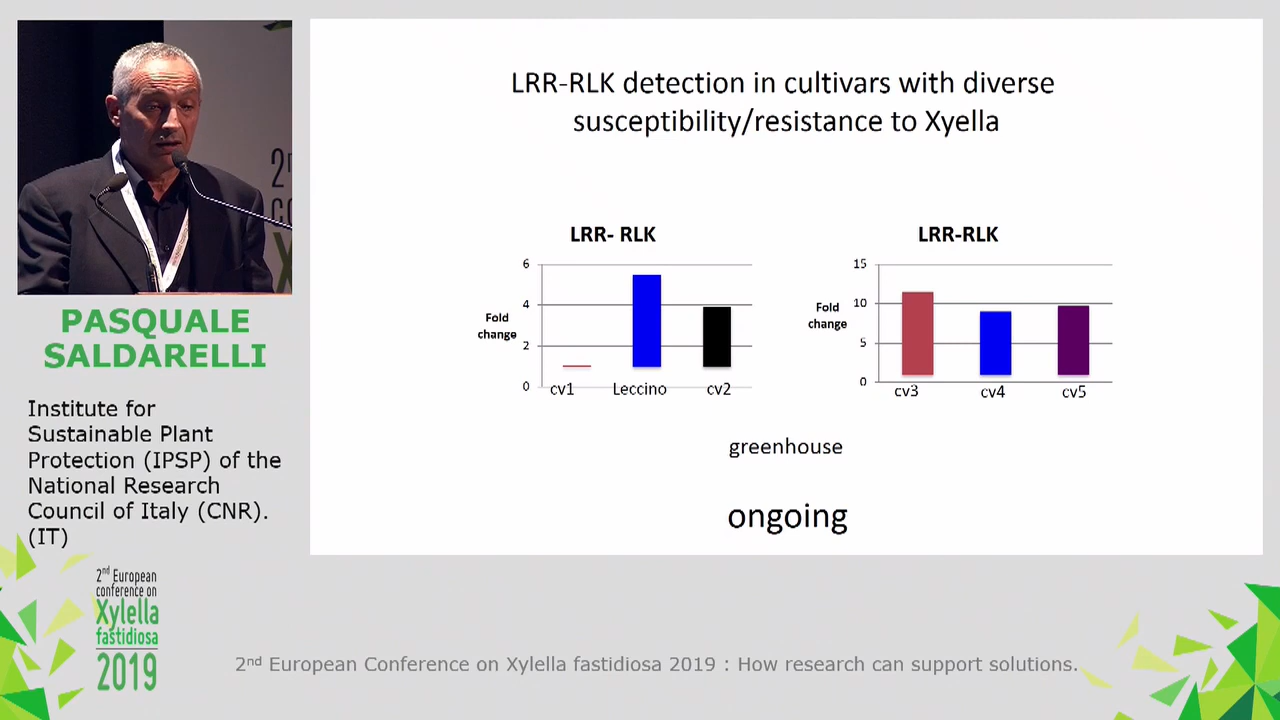 LRR-RLK detection in cultivars with diverse
susceptibility/resistance to Xyella
LRR- RLK
6
4
2
0
Fold
change
cv1 Leccino cv2
LRR-RLK
15
10
5
0
Fold
change
cv3 cv4 cv5
greenhouse
ongoing
2n
CO
X
PASQUALE
SALDARELLI
Institute for
Sustainable Plant
Protection (IPSP) of the
National Research
Council of Italy (CNR).
(IT)
2nd European
conference on
Xylella
fastidiosa
2019
2nd European Conference on Xylella fastidiosa 2019 : How research can support solutions.